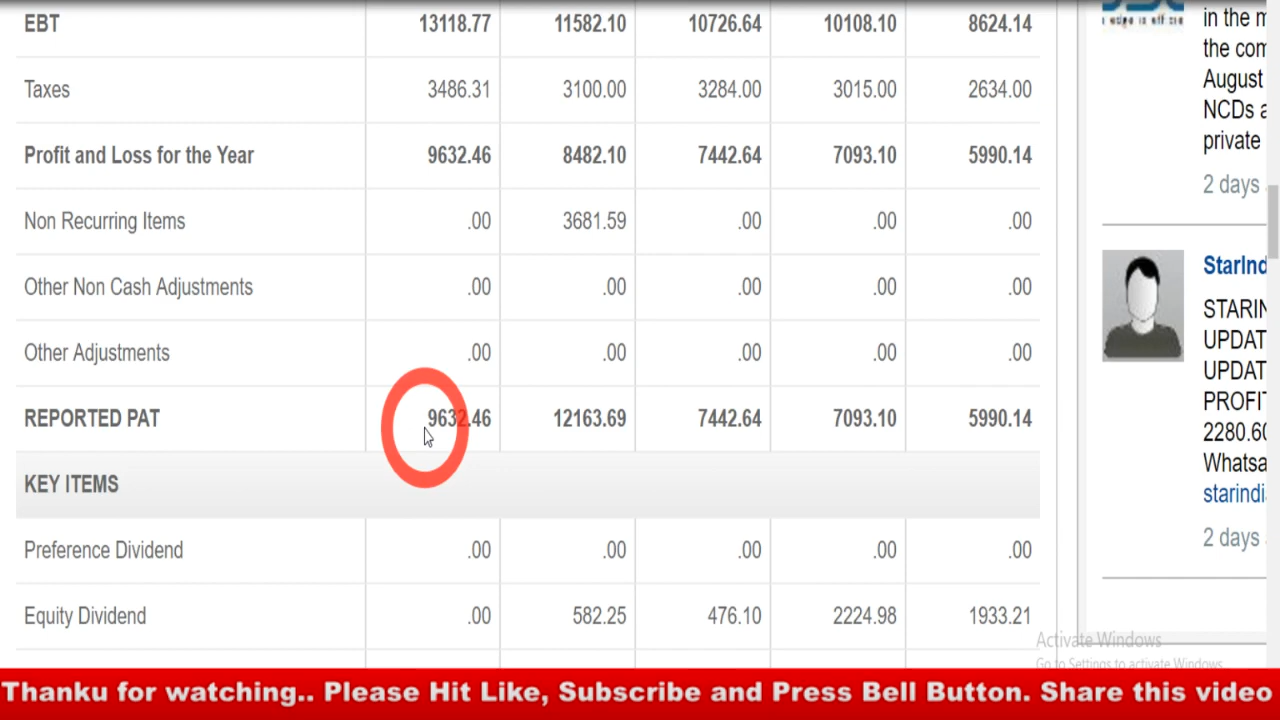 EBT 13118.77 11582.10 10726.64 10108.10 8624.14
Taxes 3486.31 3100.00 3284.00 3015.00 2634.00
Profit and Loss for the Year 9632.46 8482.10 7442.64 7093.10 5990.14
Non Recurring Items .00 3681.59 .00 .00 .00
Other Non Cash Adjustments .00 .00 .00 .00 .00
Other Adjustments .00 .00 .00 .00 .00
REPORTED PAT 9632.46 12163.69 7442.64 7093.10 5990.14
KEY ITEMS
Preference Dividend .00 .00 .00 .00 .00
Equity Dividend .00 582.25 476.10 2224.98 1933.21
in the m
the com
August
NCDs a
private
2 days
StarInd
STARIN
UPDAT
UPDAT
PROFIT
2280.60
Whatsa
starindi
2 days
Activate Windows
Go to Settings to activate Windows.
Thanku for watching.. Please Hit Like, Subscribe and Press Bell Button. Share this video